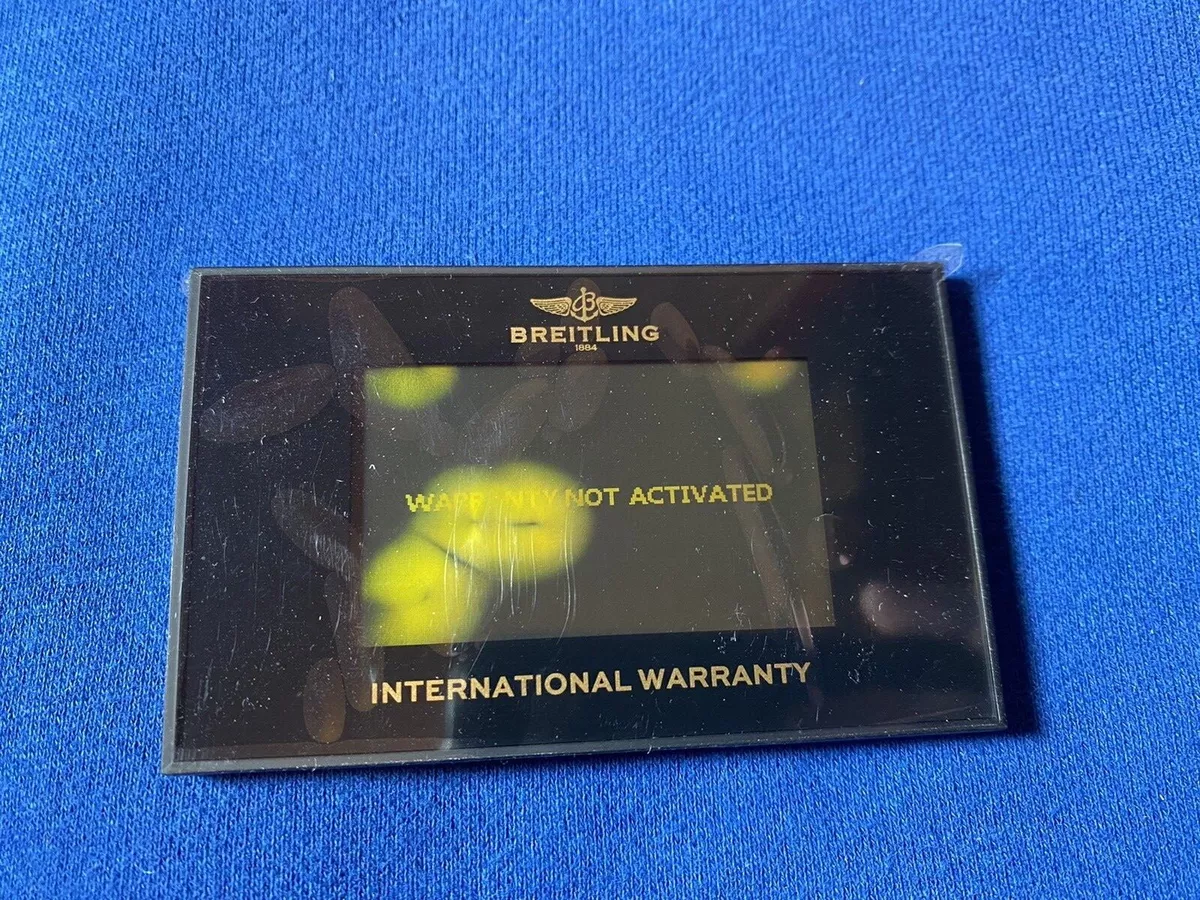 BREITLING
1884
WARRANTY NOT ACTIVATED
INTERNATIONAL WARRANTY